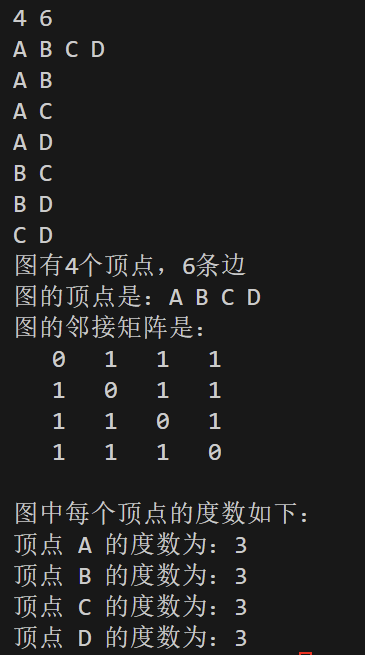 4 6
A B C D
A B
A C
A D
B C
B D
C D
图有4个顶点，6条边
图的顶点是：A B C D
图的邻接矩阵是：
0 1 1 1
1 0 1 1
1 1 0 1
1 1 1 0
图中每个顶点的度数如下：
顶点 A 的度数为：3
顶点 B 的度数为：3
顶点 C 的度数为：3
顶点 D 的度数为：3